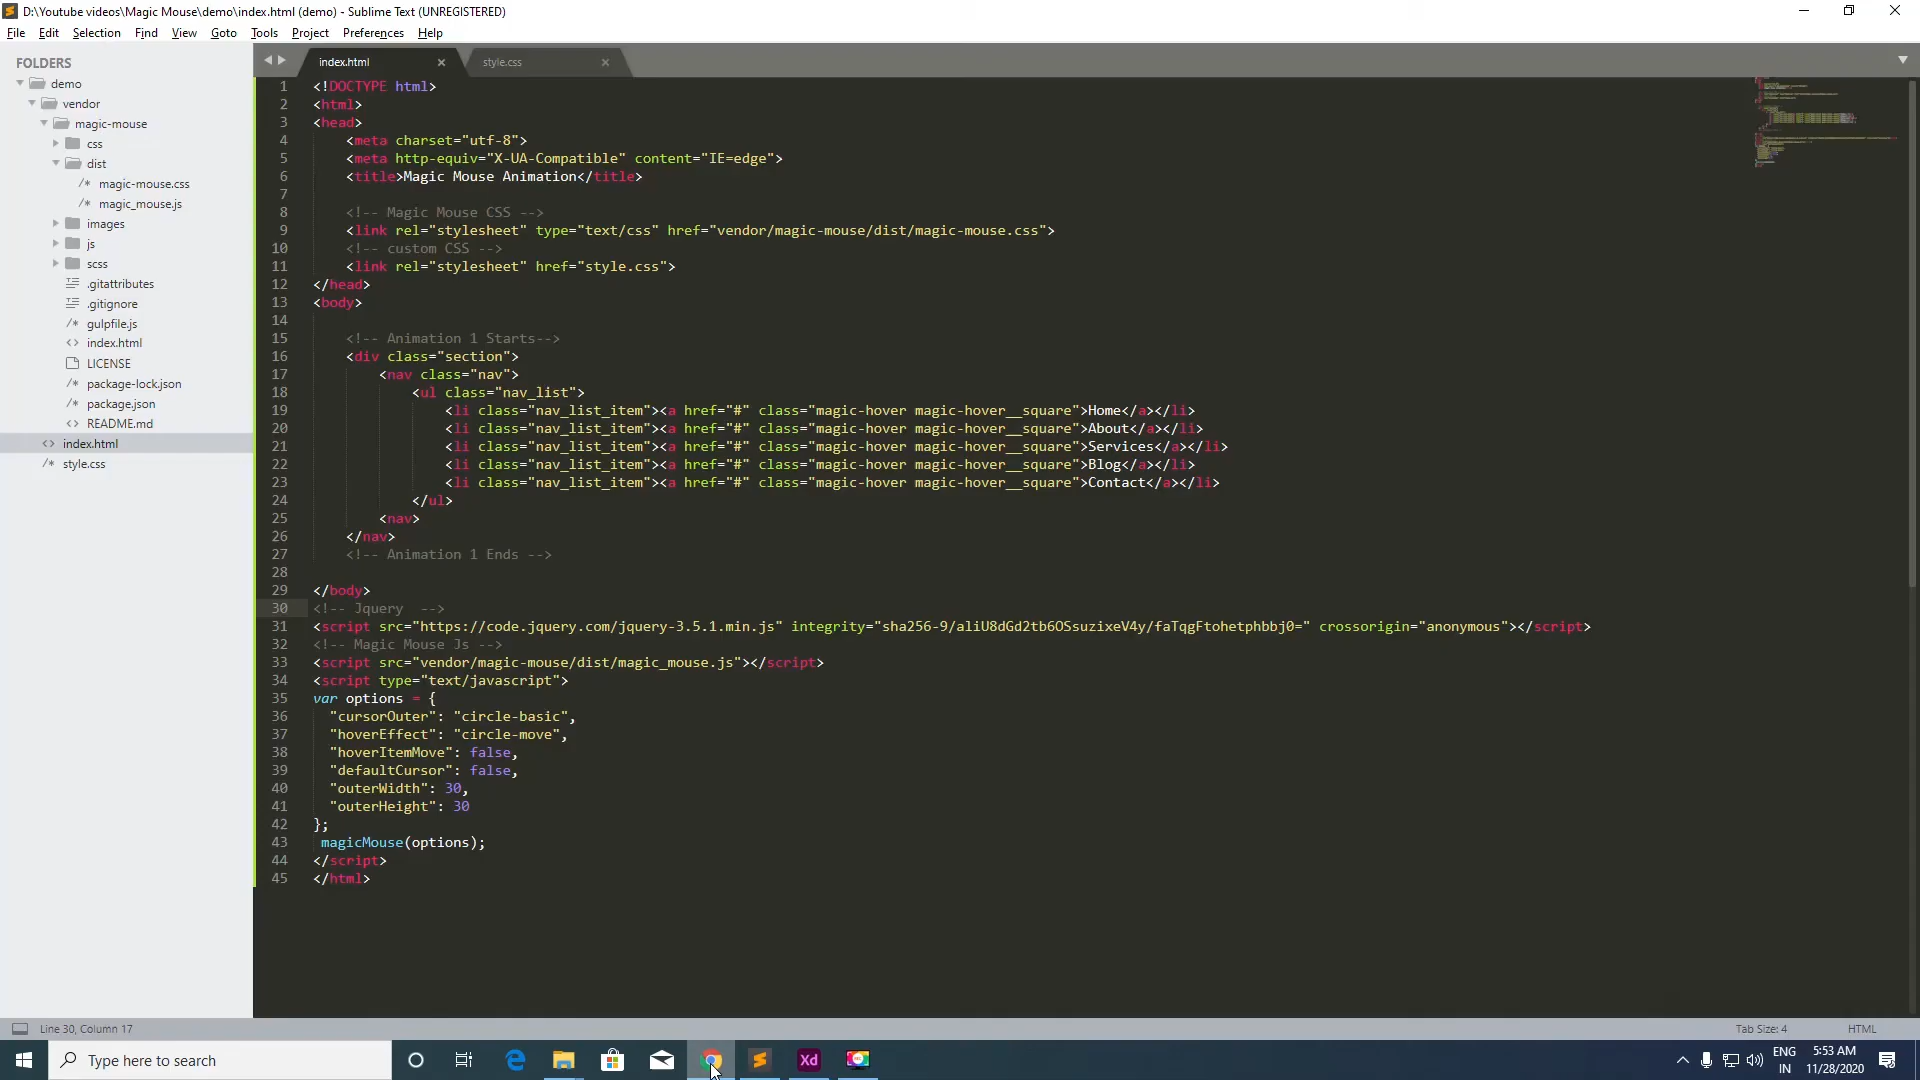 D:\Youtube videos\Magic Mouse\demo\index.html (demo) - Sublime Text (UNREGISTERED)
File Edit Selection Find View Goto Tools Project Preferences Help
FOLDERS
demo
vendor
magic-mouse
css
dist
magic-mouse.css
magic_mouse.js
images
js
scss
.gitattributes
.gitignore
gulpfile.js
index.html
LICENSE
package-lock.json
package.json
README.md
index.html
style.css
index.html style.css
1 <!DOCTYPE html>
2 <html>
3 <head>
4 <meta charset="utf-8">
5 <meta http-equiv="X-UA-Compatible" content="IE=edge">
6 <title>Magic Mouse Animation</title>
7
8 <!-- Magic Mouse CSS -->
9 <link rel="stylesheet" type="text/css" href="vendor/magic-mouse/dist/magic-mouse.css">
10 <!-- custom CSS -->
11 <link rel="stylesheet" href="style.css">
12 </head>
13 <body>
14
15 <!-- Animation 1 Starts-->
16 <div class="section">
17 <nav class="nav">
18 <ul class="nav_list">
19 <li class="nav_list_item"><a href="#" class="magic-hover magic-hover__square">Home</a></li>
20 <li class="nav_list_item"><a href="#" class="magic-hover magic-hover__square">About</a></li>
21 <li class="nav_list_item"><a href="#" class="magic-hover magic-hover__square">Services</a></li>
22 <li class="nav_list_item"><a href="#" class="magic-hover magic-hover__square">Blog</a></li>
23 <li class="nav_list_item"><a href="#" class="magic-hover magic-hover__square">Contact</a></li>
24 </ul>
25 <nav>
26 </nav>
27 <!-- Animation 1 Ends -->
28
29 </body>
30 <!-- Jquery -->
31 <script src="https://code.jquery.com/jquery-3.5.1.min.js" integrity="sha256-9/aliU8dGd2tb6OSsuzixeV4y/faTqgFtohetphbbj0=" crossorigin="anonymous"></script>
32 <!-- Magic Mouse Js -->
33 <script src="vendor/magic-mouse/dist/magic_mouse.js"></script>
34 <script type="text/javascript">
35 var options = {
36 "cursorOuter": "circle-basic",
37 "hoverEffect": "circle-move",
38 "hoverItemMove": false,
39 "defaultCursor": false,
40 "outerWidth": 30,
41 "outerHeight": 30
42 };
43 magicMouse(options);
44 </script>
45 </html>
Line 30, Column 17 Tab Size: 4 HTML
Type here to search
Xd
ENG
IN
5:53 AM
11/28/2020